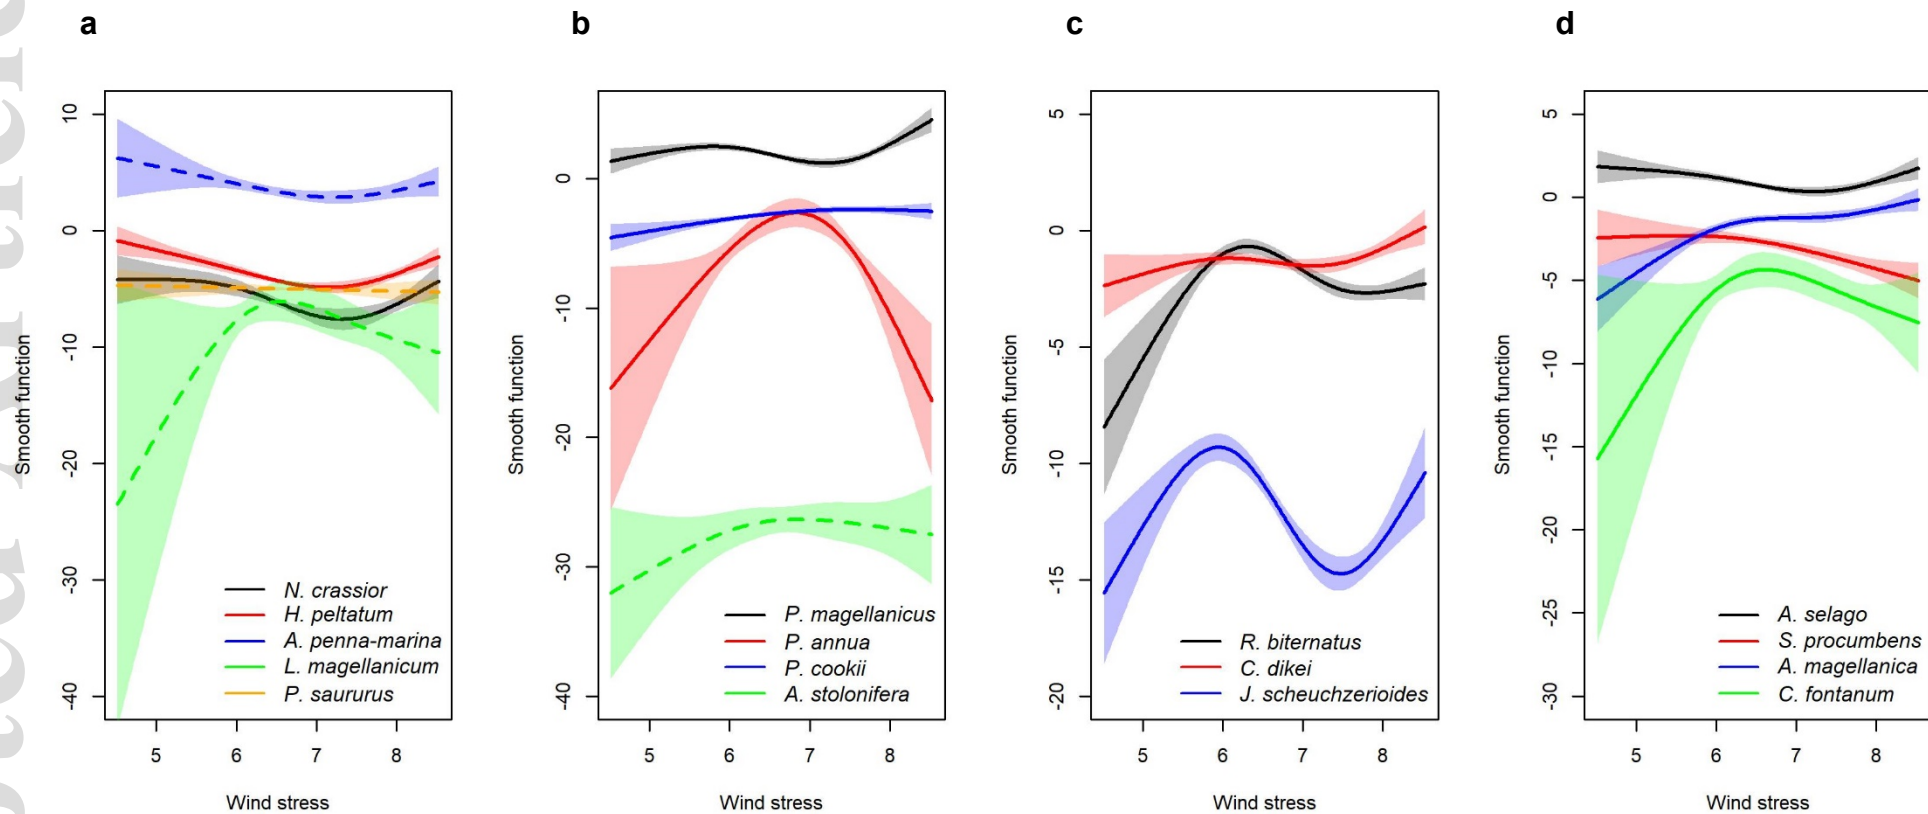 a
b
c
d
10
0
-10
-20
-30
-40
5
6
7
8
Smooth function
Wind stress
N. crassior
H. peltatum
A. penna-marina
L. magellanicum
P. saururus
0
-10
-20
-30
-40
5
6
7
8
Smooth function
Wind stress
P. magellanicus
P. annua
P. cookii
A. stolonifera
5
0
-5
-10
-15
-20
5
6
7
8
Smooth function
Wind stress
R. biternatus
C. dikei
J. scheuchzerioides
5
0
-5
-10
-15
-20
-25
-30
5
6
7
8
Smooth function
Wind stress
A. selago
S. procumbens
A. magellanica
C. fontanum